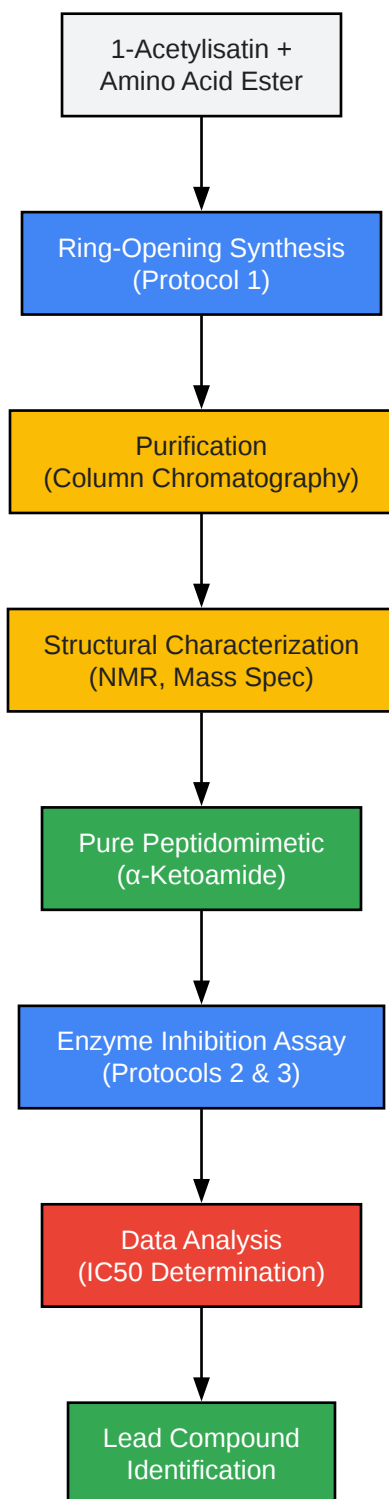 1-Acetylisatin +
Amino Acid Ester
Ring-Opening Synthesis
(Protocol 1)
Purification
(Column Chromatography)
Structural Characterization
(NMR, Mass Spec)
Pure Peptidomimetic
(α-Ketoamide)
Enzyme Inhibition Assay
(Protocols 2 & 3)
Data Analysis
(IC50 Determination)
Lead Compound
Identification